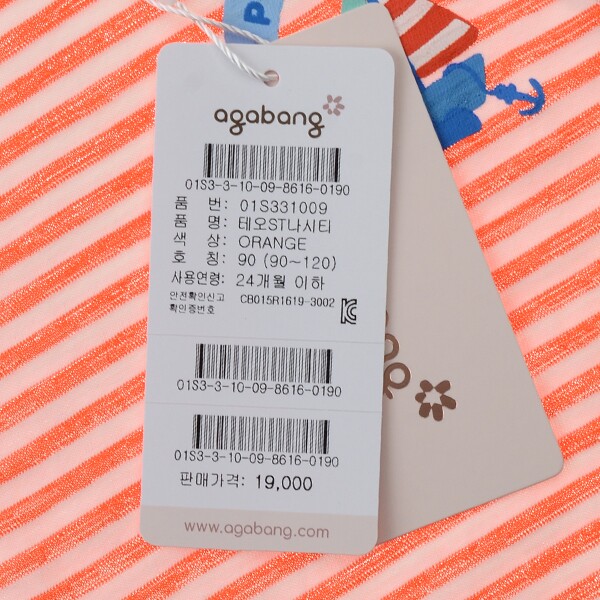 P
agabang
01S3-3-10-09-8616-0190
품 번: 01S331009
품 명: 테오ST나시티
색 상: ORANGE
호 칭: 90 (90~120)
사용연령: 24개월 이하
안전확인신고 CB015R1619-3002
확인증번호
01S3-3-10-09-8616-0190
01S3-3-10-09-8616-0190
판매가격: 19,000
www.agabang.com